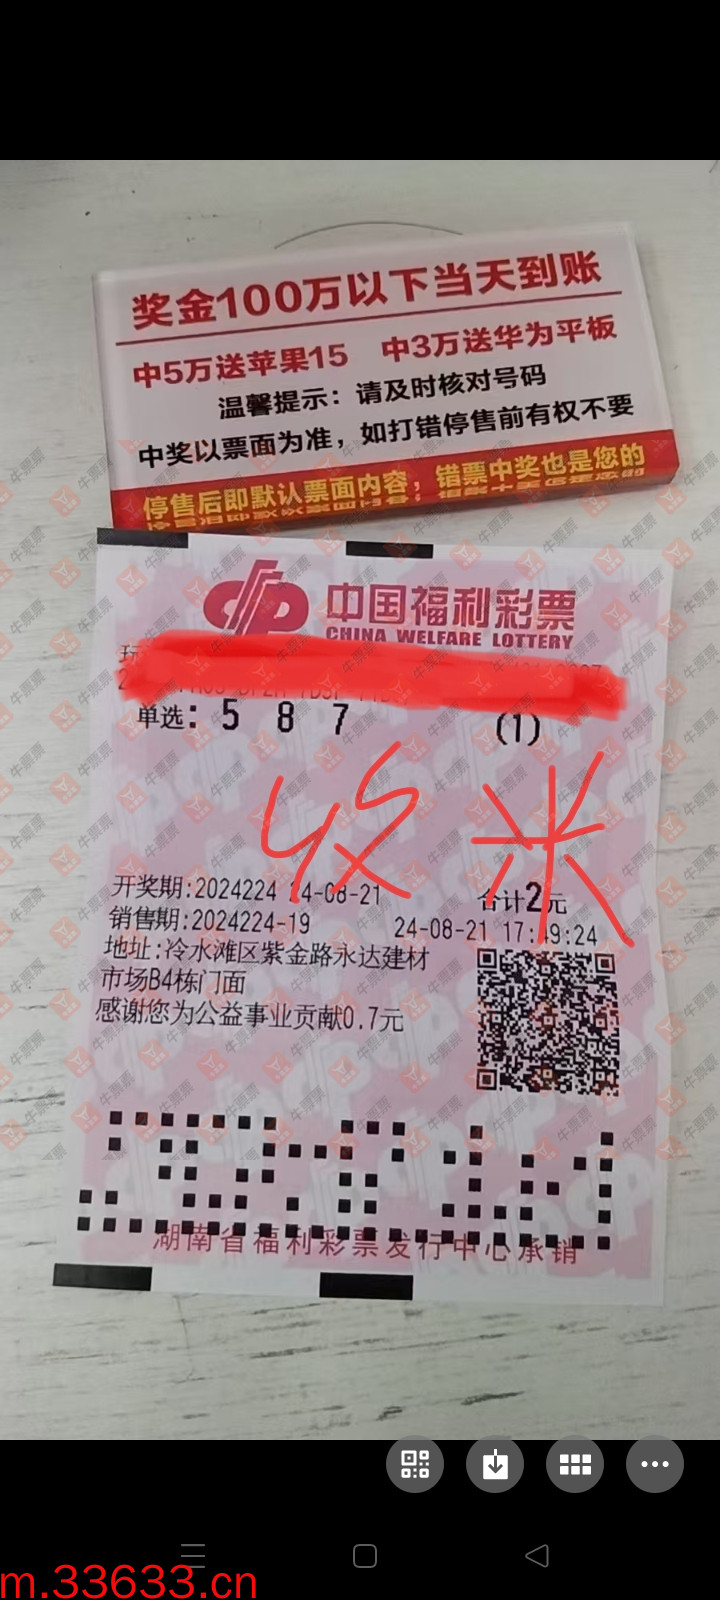 奖金100万以下当天到账
中5万送苹果15 中3万送华为平板
温馨提示：请及时核对号码
中奖以票面为准，如打错停售前有权不要
停售后即默认票面内容，错票中奖也是您的
中国福利彩票
CHINA WELFARE LOTTERY
单选：5 8 7 (1)
收米
开奖期:2024224 24-08-21 合计2元
销售期:2024224-19 24-08-21 17:49:24
地址:冷水滩区紫金路永达建材
市场B4栋门面
感谢您为公益事业贡献0.7元
湖南省福利彩票发行中心承销
牛票票
m.33633.cn